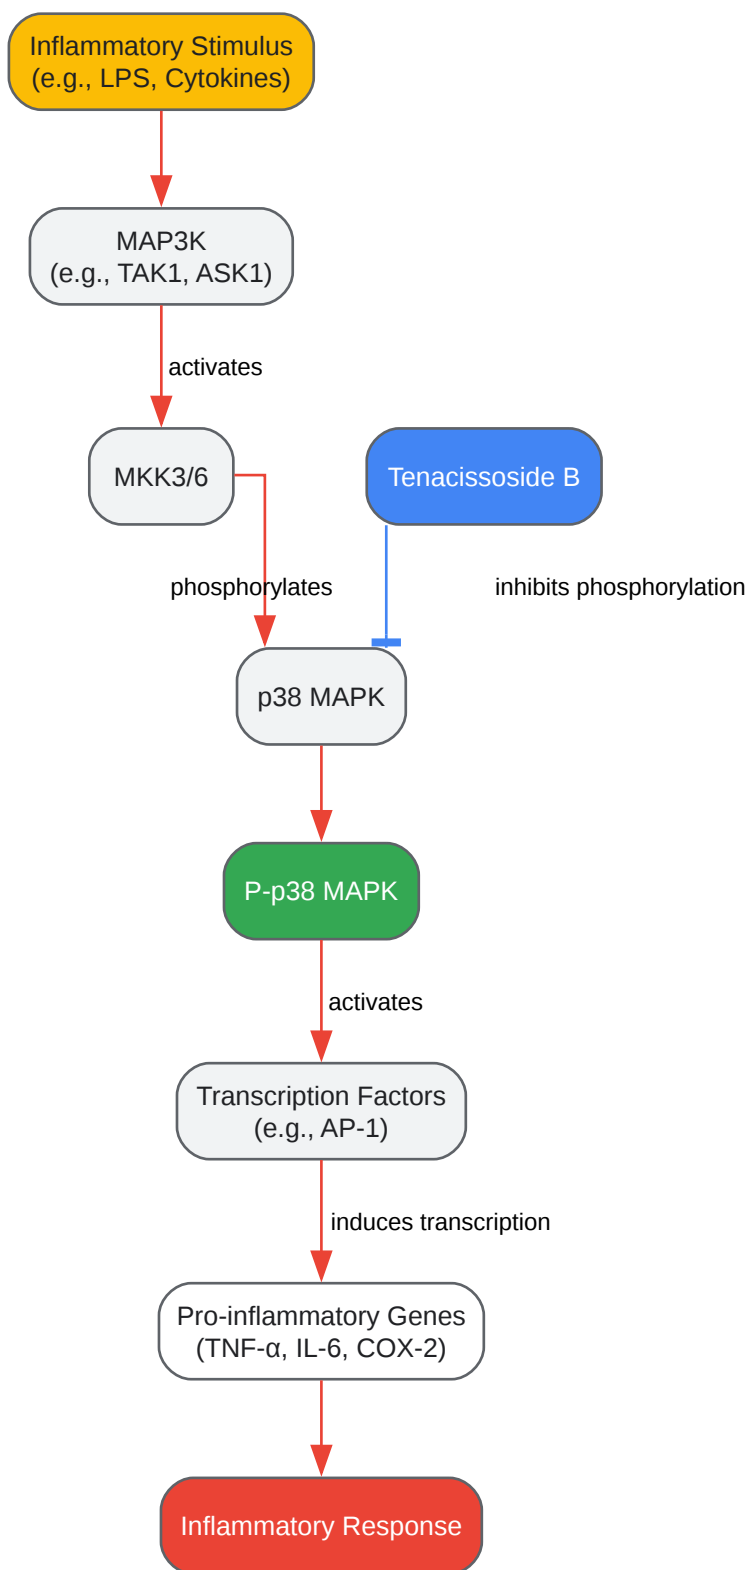 Inflammatory Stimulus
(e.g., LPS, Cytokines)
MAP3K
(e.g., TAK1, ASK1)
activates
MKK3/6
Tenacissoside B
phosphorylates
inhibits phosphorylation
p38 MAPK
P-p38 MAPK
activates
Transcription Factors
(e.g., AP-1)
induces transcription
Pro-inflammatory Genes
(TNF-α, IL-6, COX-2)
Inflammatory Response